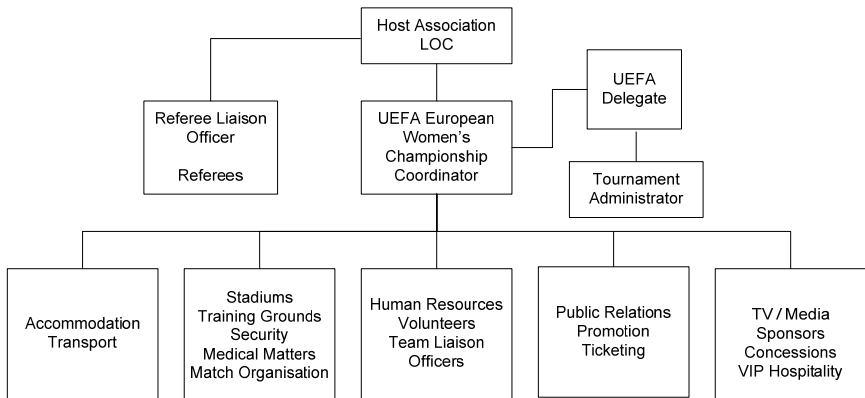 Host Association
LOC
UEFA
Delegate
Referee Liaison
Officer
Referees
UEFA European
Women's
Championship
Coordinator
Tournament
Administrator
Accommodation
Transport
Stadiums
Training Grounds
Security
Medical Matters
Match Organisation
Human Resources
Volunteers
Team Liaison
Officers
Public Relations
Promotion
Ticketing
TV / Media
Sponsors
Concessions
VIP Hospitality